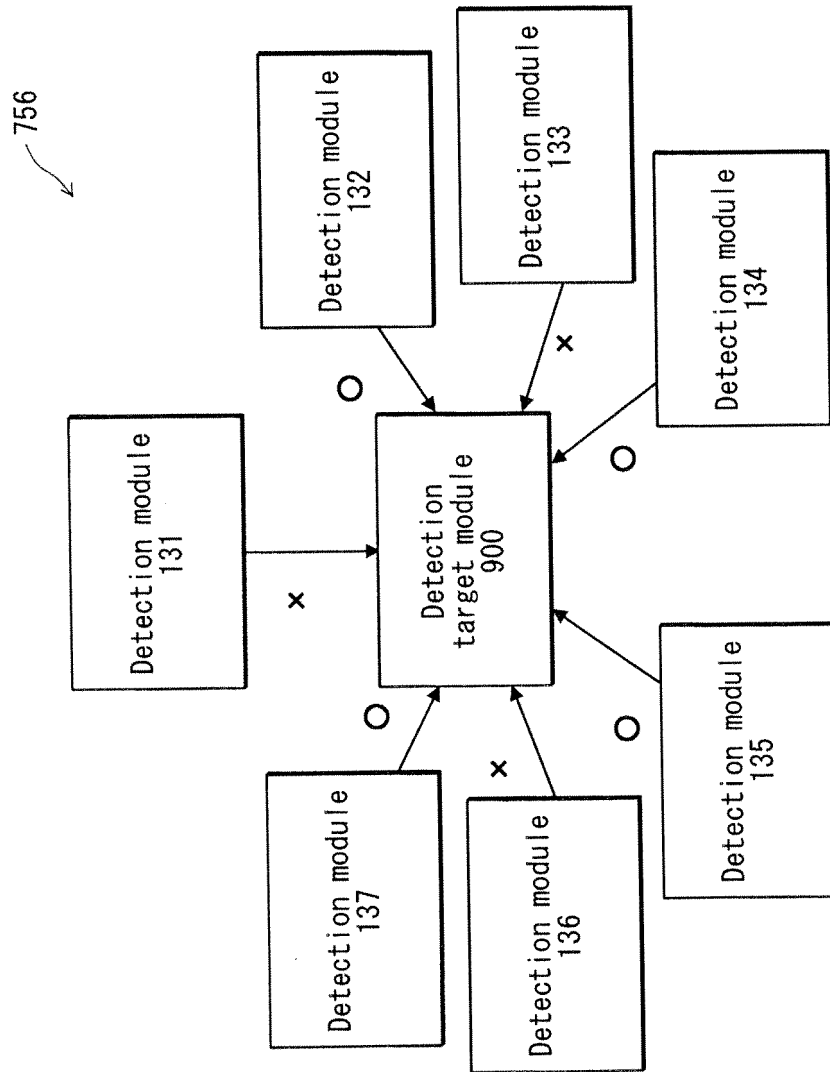 756
Detection module
131
Detection module
132
Detection module
133
Detection module
134
Detection module
135
Detection module
136
Detection module
137
Detection
target module
900
×
○
×
○
○
×
○